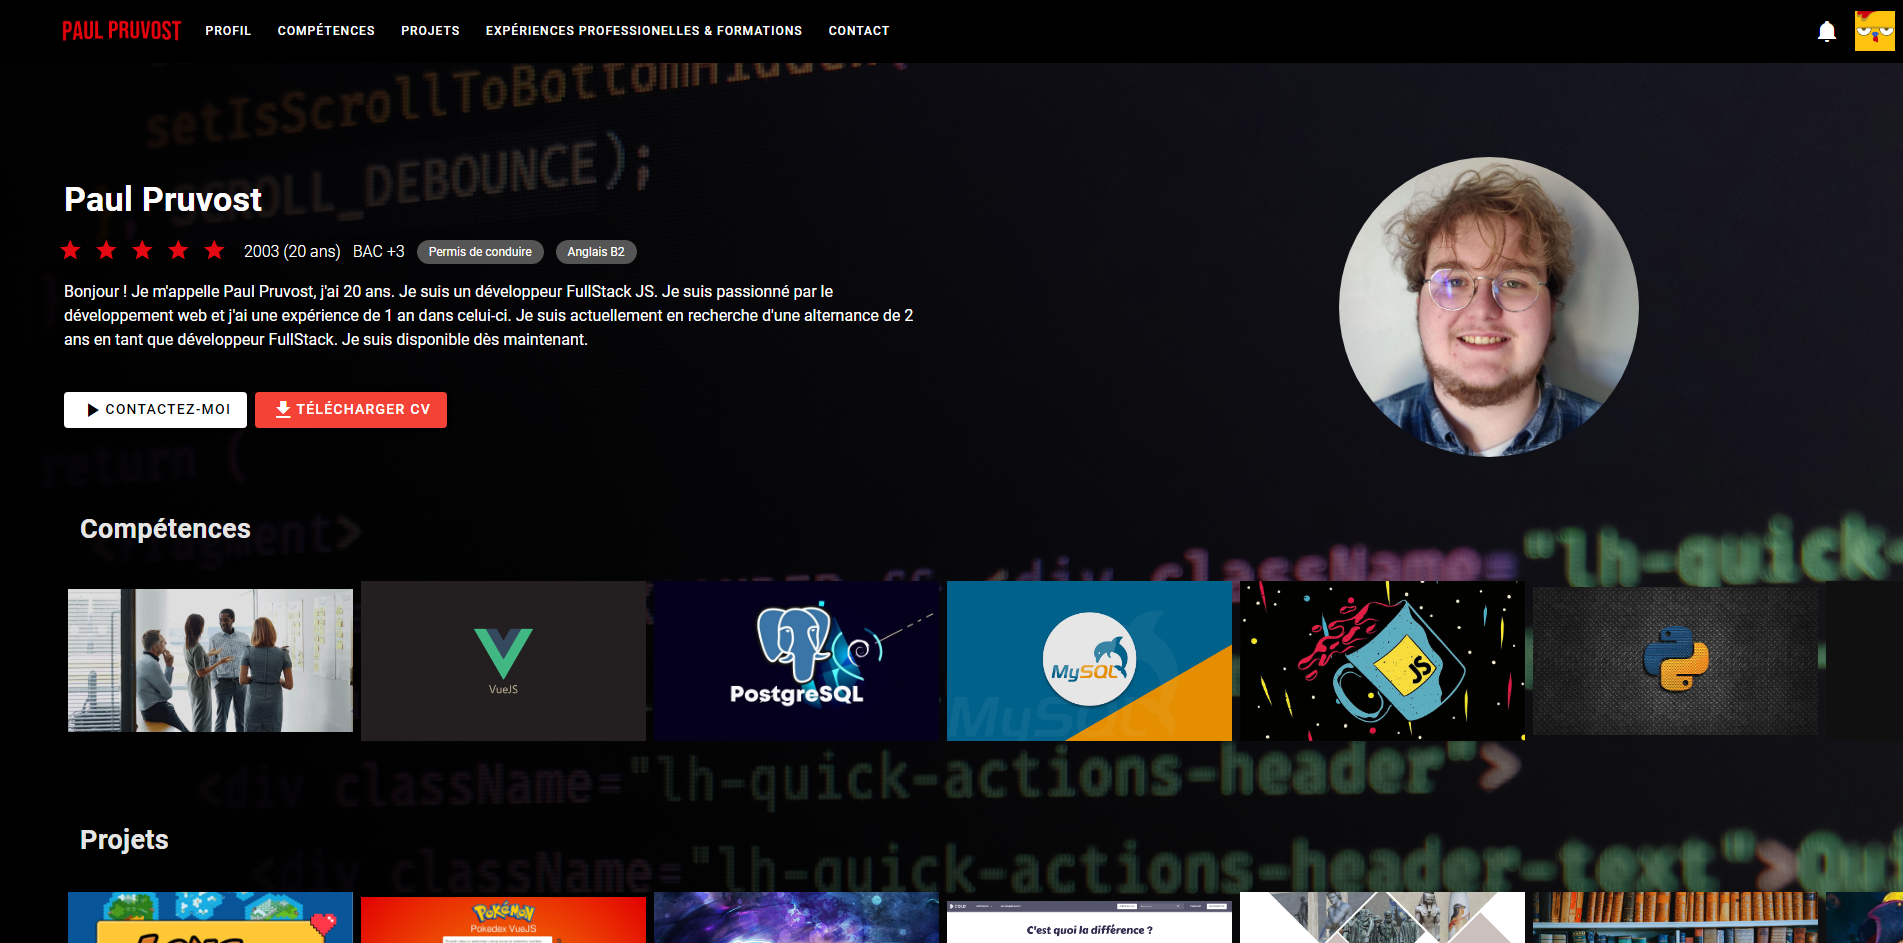 PAUL PRUVOST PROFIL COMPÉTENCES PROJETS EXPÉRIENCES PROFESSIONELLES & FORMATIONS CONTACT
setIsScrollToBottomHidden(
SCROLL_DEBOUNCE);
Paul Pruvost
2003 (20 ans) BAC +3 Permis de conduire Anglais B2
Bonjour ! Je m'appelle Paul Pruvost, j'ai 20 ans. Je suis un développeur FullStack JS. Je suis passionné par le
développement web et j'ai une expérience de 1 an dans celui-ci. Je suis actuellement en recherche d'une alternance de 2
ans en tant que développeur FullStack. Je suis disponible dès maintenant.
CONTACTEZ-MOI TÉLÉCHARGER CV
return (
Compétences
<div className="lh-quick-
VueJS
PostgreSQL
MySQL
MySQL
JS
<div className="lh-quick-actions-header">
Projets
<div className="lh-quick-actions-header-text">Qui
Pokémon
Pokedex VueJS
C'est quoi la différence ?